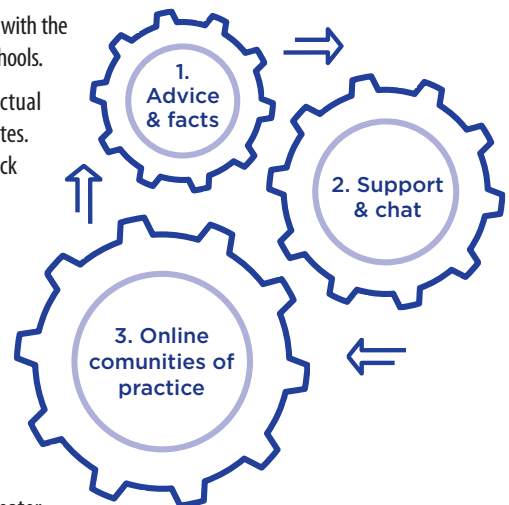 with the
hools.
ctual
tes.
ck
1.
Advice
& facts
2. Support
& chat
3. Online
comunities of
practice